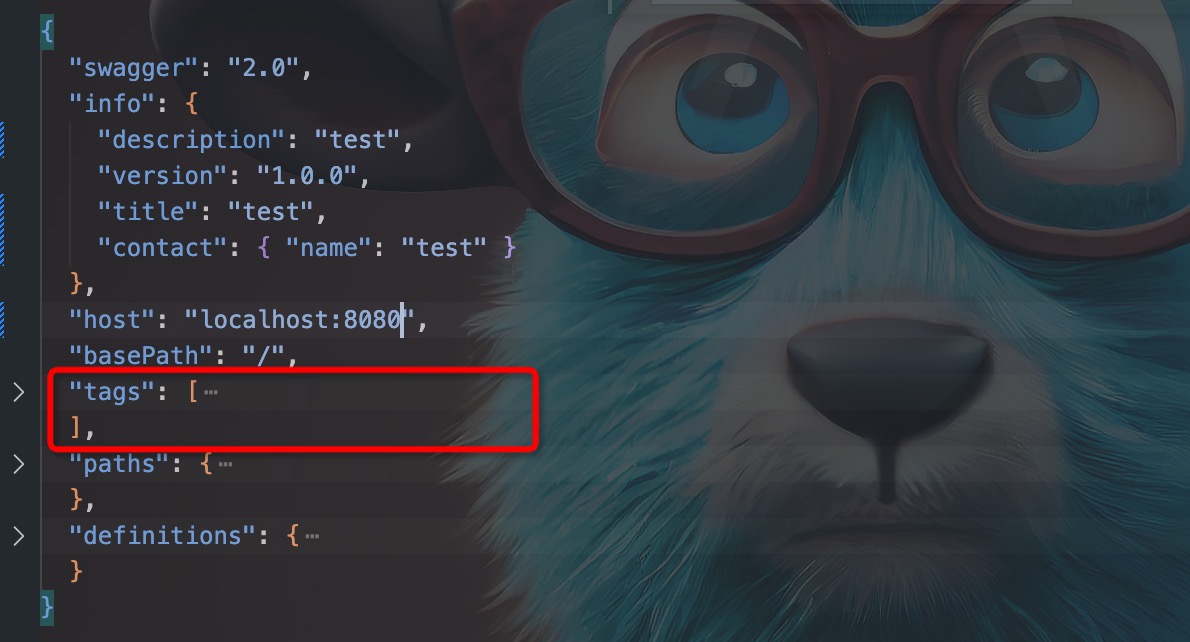 {
"swagger": "2.0",
"info": {
"description": "test",
"version": "1.0.0",
"title": "test",
"contact": { "name": "test" }
},
"host": "localhost:8080",
"basePath": "/",
"tags": [⋯
],
"paths": {⋯
},
"definitions": {⋯
}
}